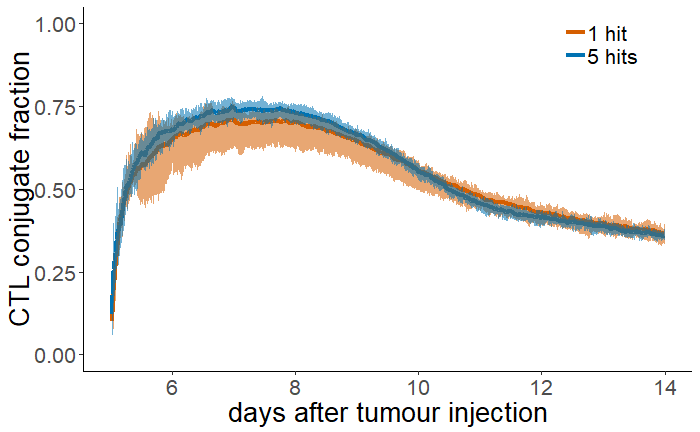 CTL conjugate fraction
1.00
0.75
0.50
0.25
0.00
1 hit
5 hits
6 8 10 12 14
days after tumour injection